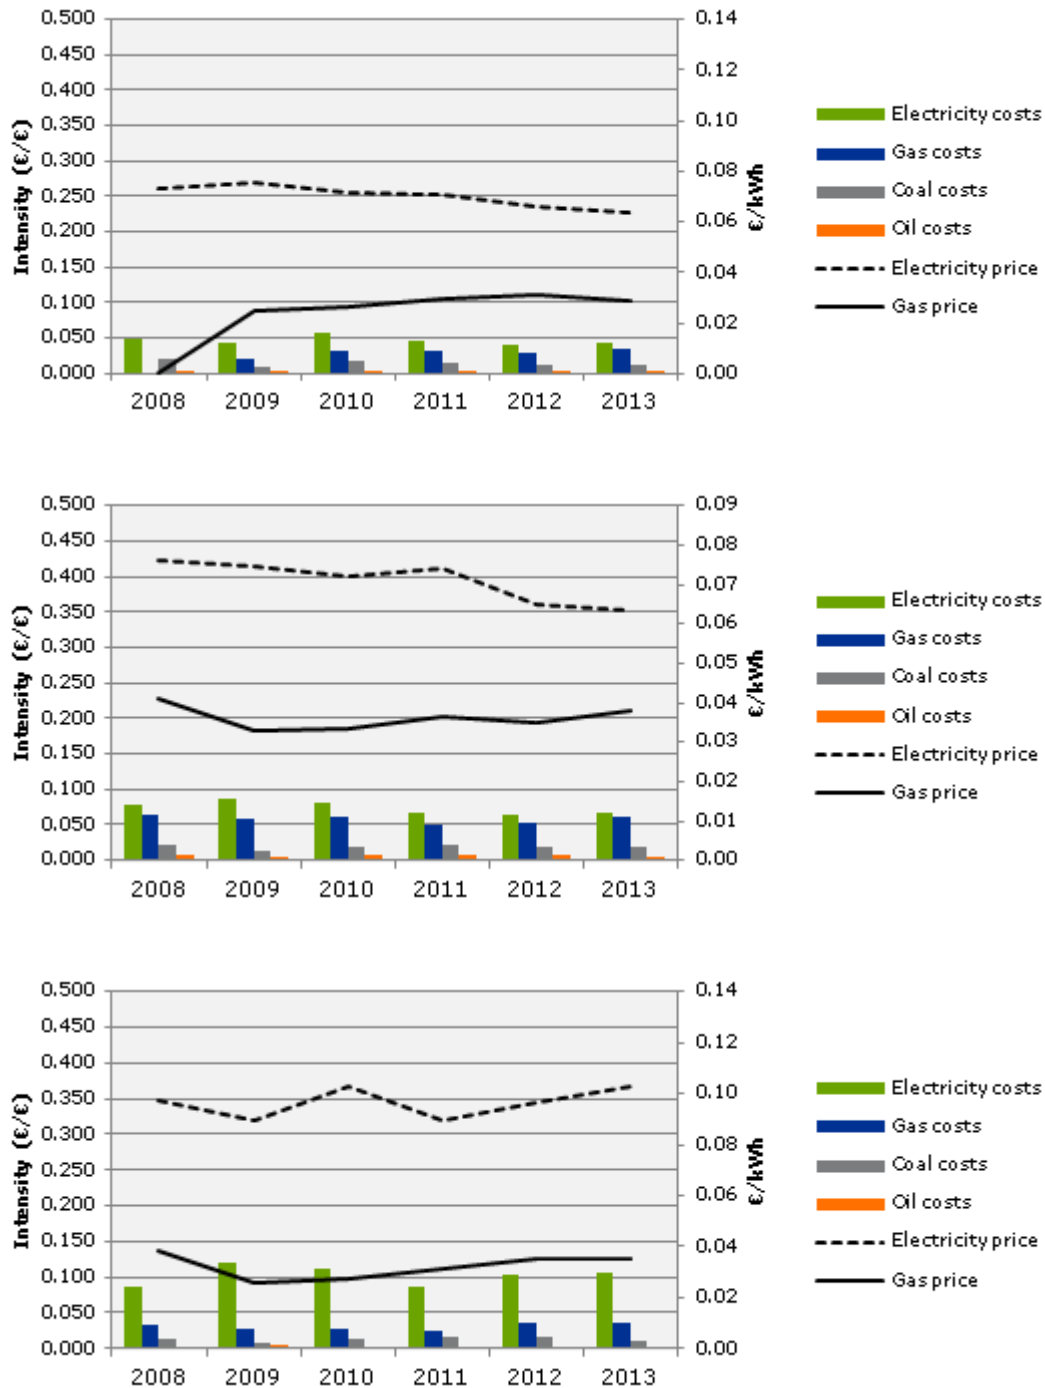 0.500
0.450
0.400
0.350
0.300
0.250
0.200
0.150
0.100
0.050
0.000
Intensity (€/€)
2008 2009 2010 2011 2012 2013
0.14
0.12
0.10
0.08
0.06
0.04
0.02
0.00
€/kWh
Electricity costs
Gas costs
Coal costs
Oil costs
Electricity price
Gas price
0.500
0.450
0.400
0.350
0.300
0.250
0.200
0.150
0.100
0.050
0.000
Intensity (€/€)
2008 2009 2010 2011 2012 2013
0.09
0.08
0.07
0.06
0.05
0.04
0.03
0.02
0.01
0.00
€/kWh
Electricity costs
Gas costs
Coal costs
Oil costs
Electricity price
Gas price
0.500
0.450
0.400
0.350
0.300
0.250
0.200
0.150
0.100
0.050
0.000
Intensity (€/€)
2008 2009 2010 2011 2012 2013
0.14
0.12
0.10
0.08
0.06
0.04
0.02
0.00
€/kWh
Electricity costs
Gas costs
Coal costs
Oil costs
Electricity price
Gas price